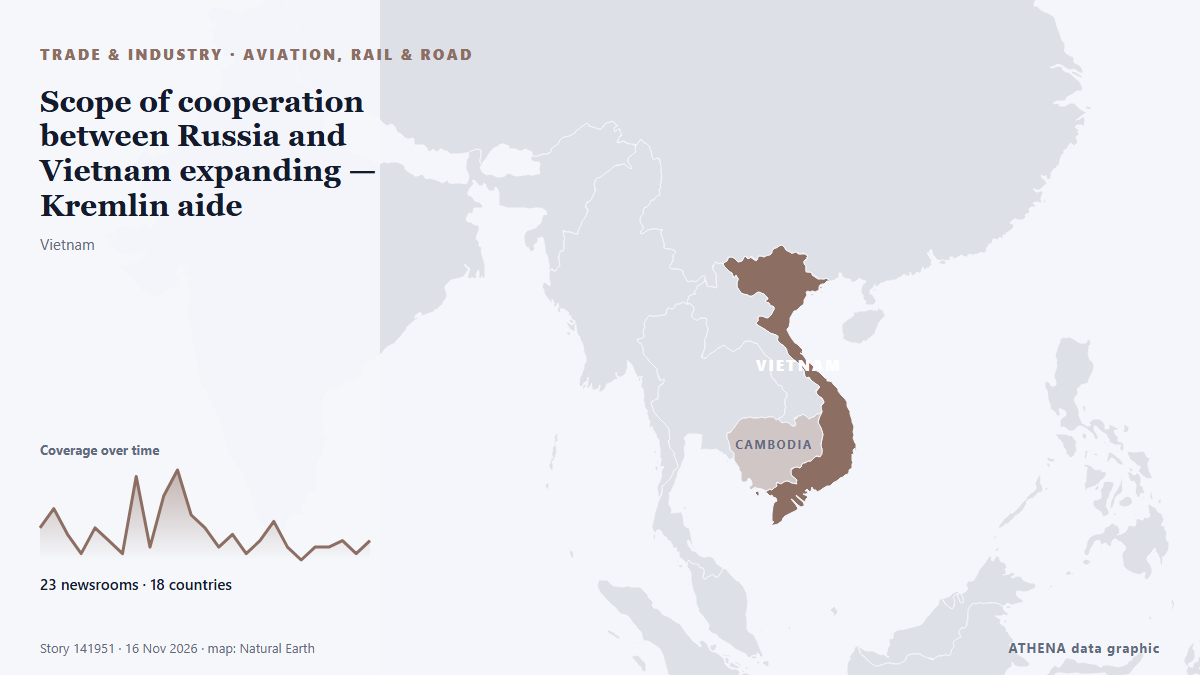 TRADE & INDUSTRY · AVIATION, RAIL & ROAD
Scope of cooperation
between Russia and
Vietnam expanding —
Kremlin aide
Vietnam
VIETNAM
CAMBODIA
Coverage over time
23 newsrooms · 18 countries
Story 141951 · 16 Nov 2026 · map: Natural Earth
ATHENA data graphic